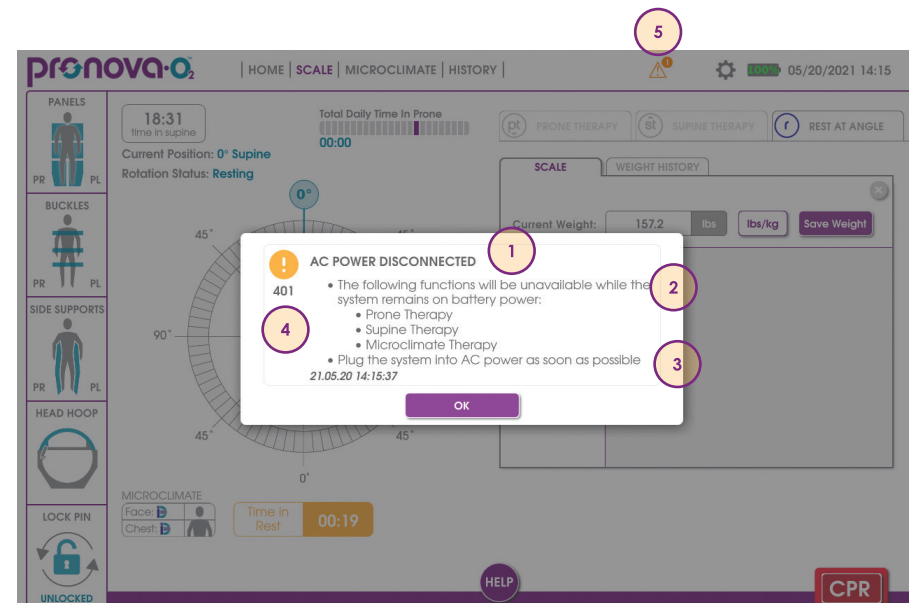 5
pronova·O2
HOME | SCALE | MICROCLIMATE | HISTORY |
1
100%
05/20/2021 14:15
PANELS
PR PL
BUCKLES
PR PL
SIDE SUPPORTS
PR PL
HEAD HOOP
LOCK PIN
UNLOCKED
18:31
time in supine
Total Daily Time In Prone
00:00
Current Position: 0° Supine
Rotation Status: Resting
0°
45° 45°
90°
45° 45°
0°
pt PRONE THERAPY
st SUPINE THERAPY
r REST AT ANGLE
SCALE
WEIGHT HISTORY
Current Weight: 157.2 lbs
lbs/kg
Save Weight
1
AC POWER DISCONNECTED
401
• The following functions will be unavailable while the
2
system remains on battery power:
• Prone Therapy
4
• Supine Therapy
• Microclimate Therapy
• Plug the system into AC power as soon as possible
3
21.05.20 14:15:37
OK
MICROCLIMATE
Face:
Chest:
Time in
Rest
00:19
HELP
CPR